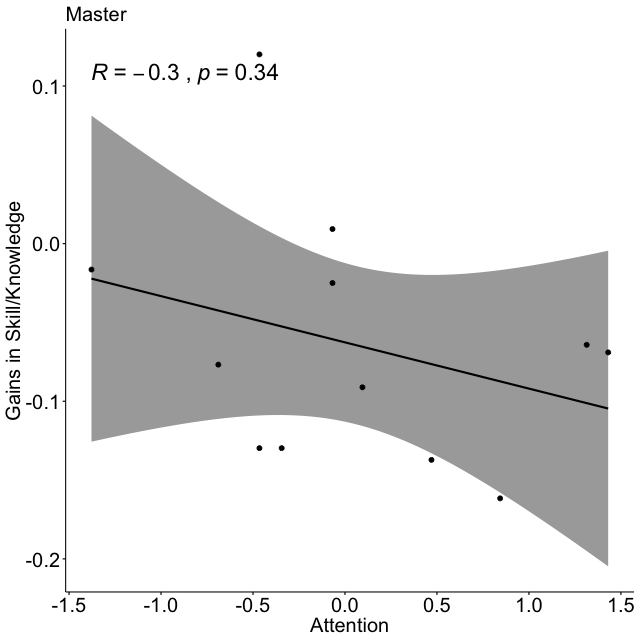 Master
R = −0.3 , p = 0.34
Gains in Skill/Knowledge
0.1
0.0
-0.1
-0.2
-1.5 -1.0 -0.5 0.0 0.5 1.0 1.5
Attention